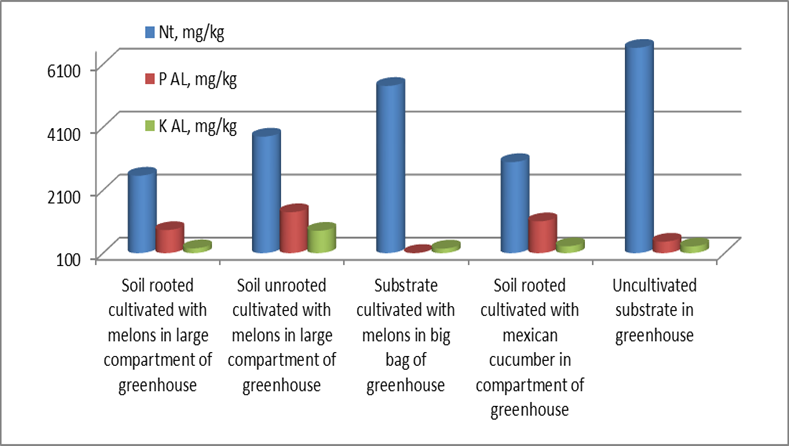 Nt, mg/kg
P AL, mg/kg
K AL, mg/kg
6100
4100
2100
100
Soil rooted
cultivated with
melons in large
compartment of
greenhouse
Soil unrooted
cultivated with
melons in large
compartment of
greenhouse
Substrate
cultivated with
melons in big
bag of
greenhouse
Soil rooted
cultivated with
mexican
cucumber in
compartment of
greenhouse
Uncultivated
substrate in
greenhouse